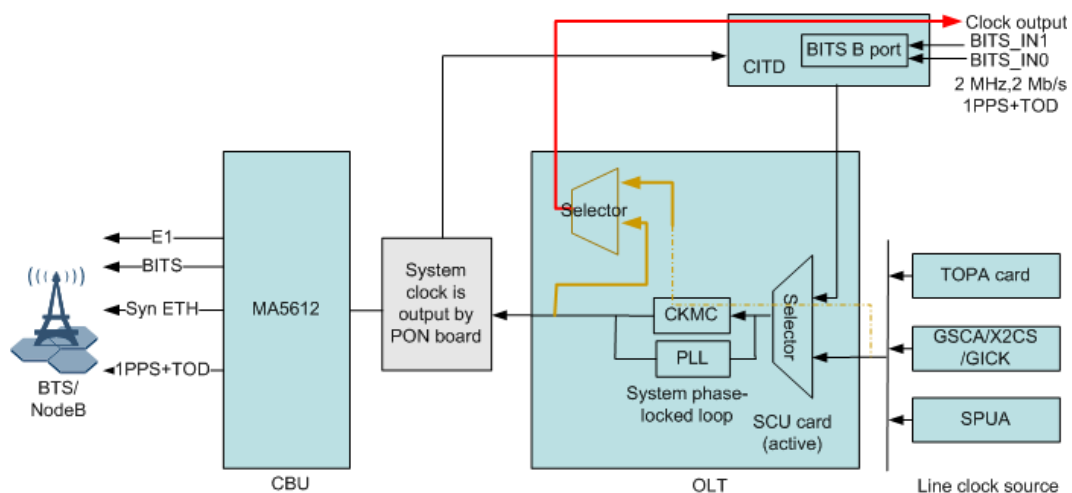 Clock output
BITS_IN1
BITS_IN0
2 MHz,2 Mb/s
1PPS+TOD
BITS B port
CITD
Selector
E1
BITS
Syn ETH
1PPS+TOD
BTS/
NodeB
MA5612
CBU
System
clock is
output by
PON board
CKMC
PLL
System phase-
locked loop
Selector
SCU card
(active)
OLT
TOPA card
GSCA/X2CS
/GICK
SPUA
Line clock source